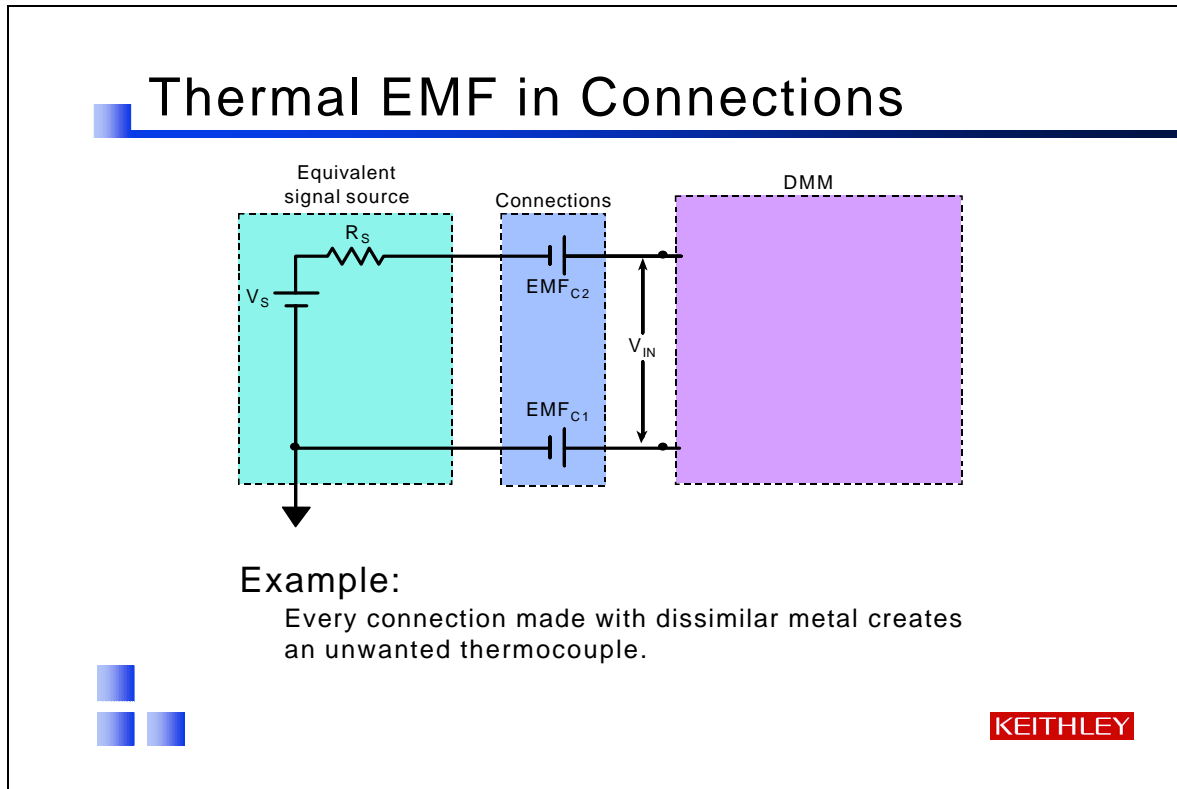 Thermal EMF in Connections
Equivalent
signal source
Connections
DMM
RS
VS
EMFC2
VIN
EMFC1
Example:
Every connection made with dissimilar metal creates
an unwanted thermocouple.
KEITHLEY